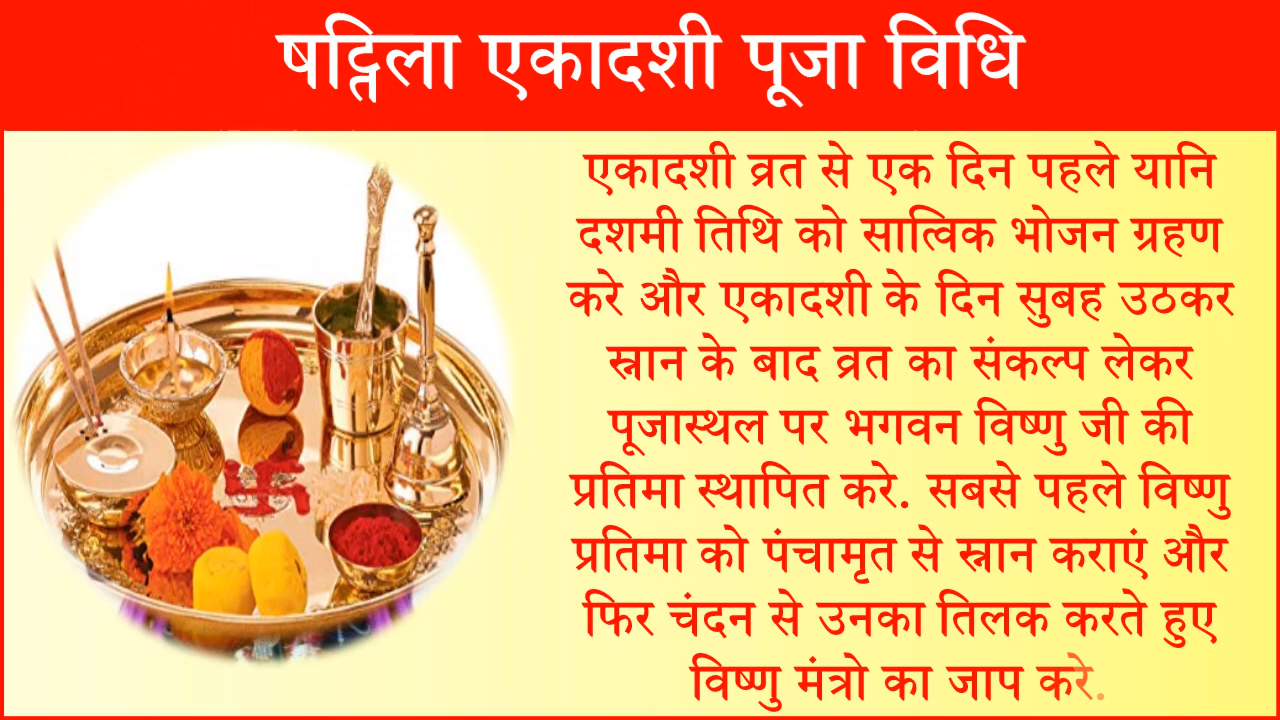 षट्तिला एकादशी पूजा विधि
एकादशी व्रत से एक दिन पहले यानि
दशमी तिथि को सात्विक भोजन ग्रहण
करे और एकादशी के दिन सुबह उठकर
स्नान के बाद व्रत का संकल्प लेकर
पूजास्थल पर भगवन विष्णु जी की
प्रतिमा स्थापित करे. सबसे पहले विष्णु
प्रतिमा को पंचामृत से स्नान कराएं और
फिर चंदन से उनका तिलक करते हुए
विष्णु मंत्रो का जाप करे.